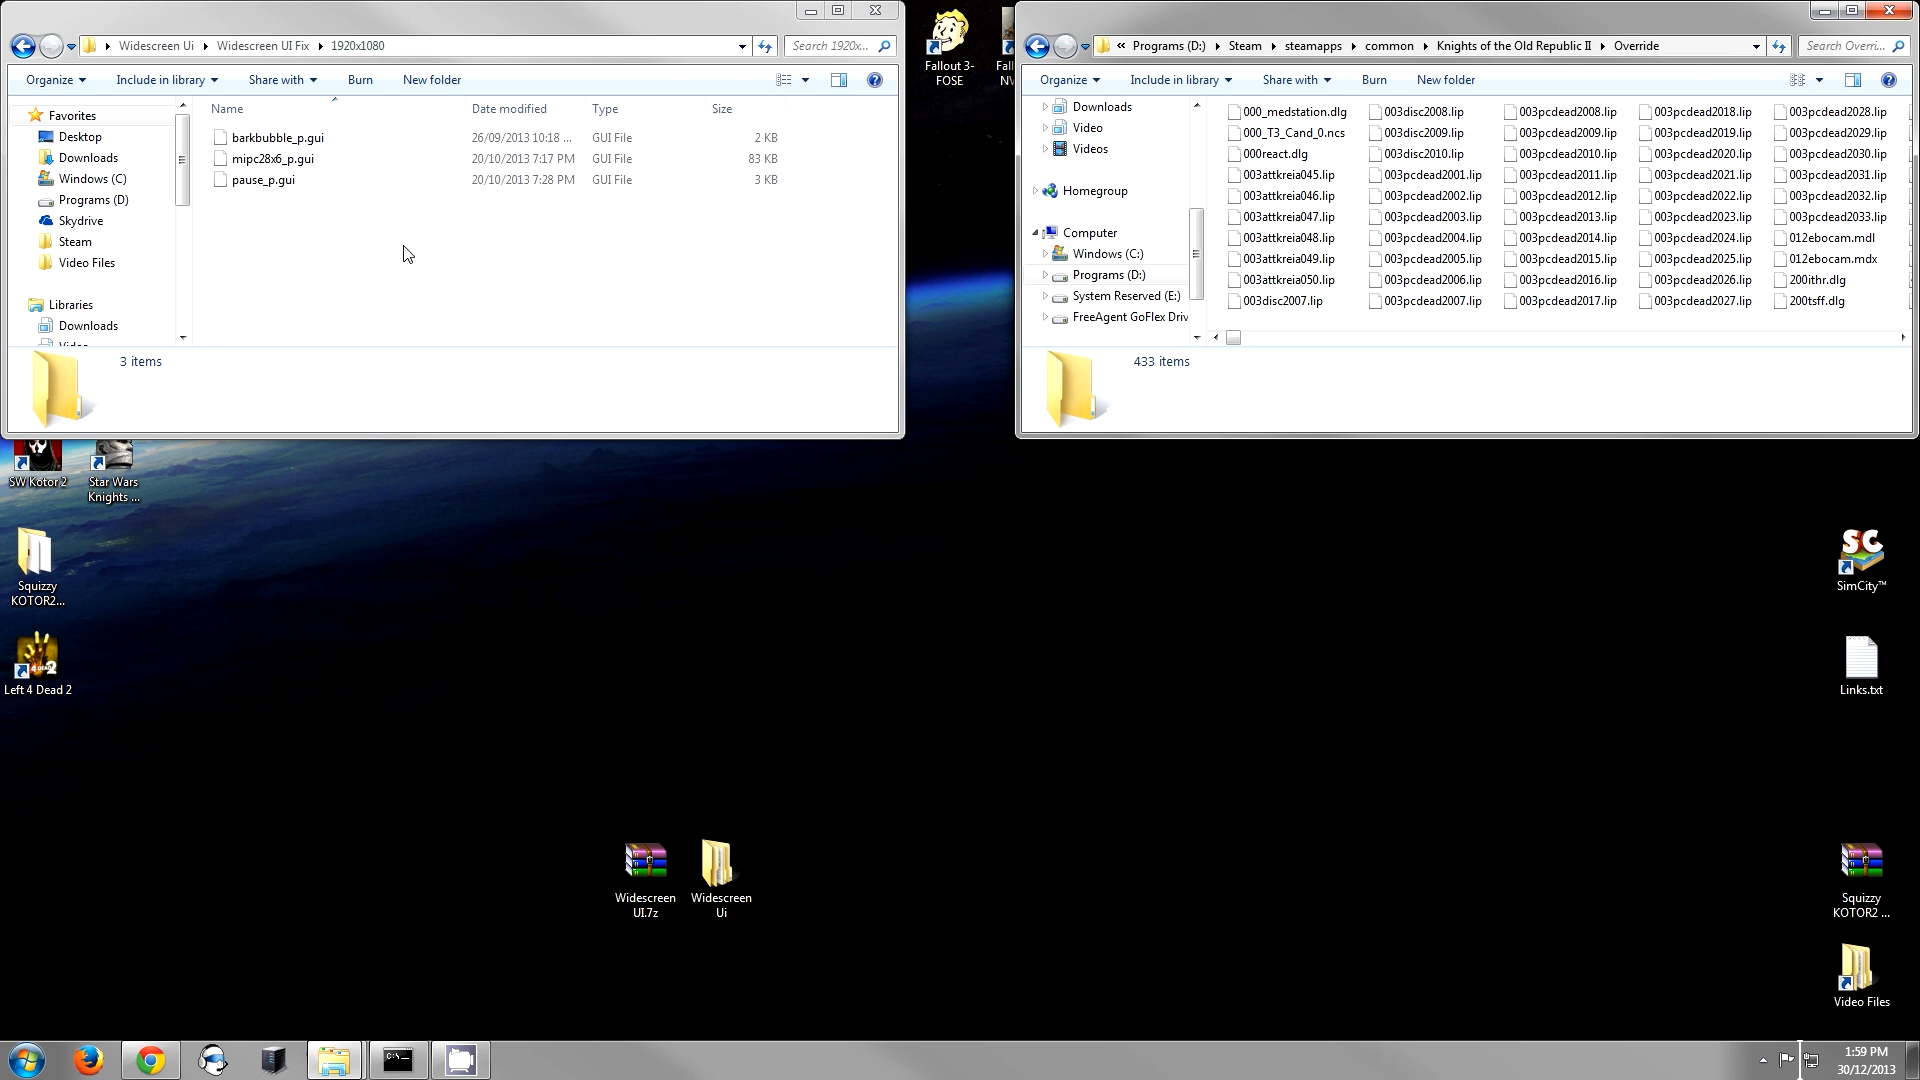 Widescreen Ui Widescreen UI Fix 1920x1080
Search 1920x...
Organize Include in library Share with Burn New folder
Name Date modified Type Size
Favorites
Desktop
Downloads
Windows (C)
Programs (D)
Skydrive
Steam
Video Files
Libraries
Downloads
barkbubble_p.gui 26/09/2013 10:18 ... GUI File 2 KB
mipc28x6_p.gui 20/10/2013 7:17 PM GUI File 83 KB
pause_p.gui 20/10/2013 7:28 PM GUI File 3 KB
3 items
Fallout 3- FOSE
« Programs (D:) Steam steamapps common Knights of the Old Republic II Override
Search Overri...
Organize Include in library Share with Burn New folder
Downloads
Video
Videos
Homegroup
Computer
Windows (C:)
Programs (D:)
System Reserved (E:)
FreeAgent GoFlex Driv
000_medstation.dlg 003disc2008.lip 003pcdead2008.lip 003pcdead2018.lip 003pcdead2028.lip
000_T3_Cand_0.ncs 003disc2009.lip 003pcdead2009.lip 003pcdead2019.lip 003pcdead2029.lip
000react.dlg 003disc2010.lip 003pcdead2010.lip 003pcdead2020.lip 003pcdead2030.lip
003attkreia045.lip 003pcdead2001.lip 003pcdead2011.lip 003pcdead2021.lip 003pcdead2031.lip
003attkreia046.lip 003pcdead2002.lip 003pcdead2012.lip 003pcdead2022.lip 003pcdead2032.lip
003attkreia047.lip 003pcdead2003.lip 003pcdead2013.lip 003pcdead2023.lip 003pcdead2033.lip
003attkreia048.lip 003pcdead2004.lip 003pcdead2014.lip 003pcdead2024.lip 012ebocam.mdl
003attkreia049.lip 003pcdead2005.lip 003pcdead2015.lip 003pcdead2025.lip 012ebocam.mdx
003attkreia050.lip 003pcdead2006.lip 003pcdead2016.lip 003pcdead2026.lip 200ithr.dlg
003disc2007.lip 003pcdead2007.lip 003pcdead2017.lip 003pcdead2027.lip 200tsff.dlg
433 items
SW Kotor 2
Star Wars
Knights ...
Squizzy
KOTOR2...
Left 4 Dead 2
SC
SimCity™
Links.txt
Widescreen
UI.7z
Widescreen
Ui
Squizzy
KOTOR2 ...
Video Files
1:59 PM
30/12/2013